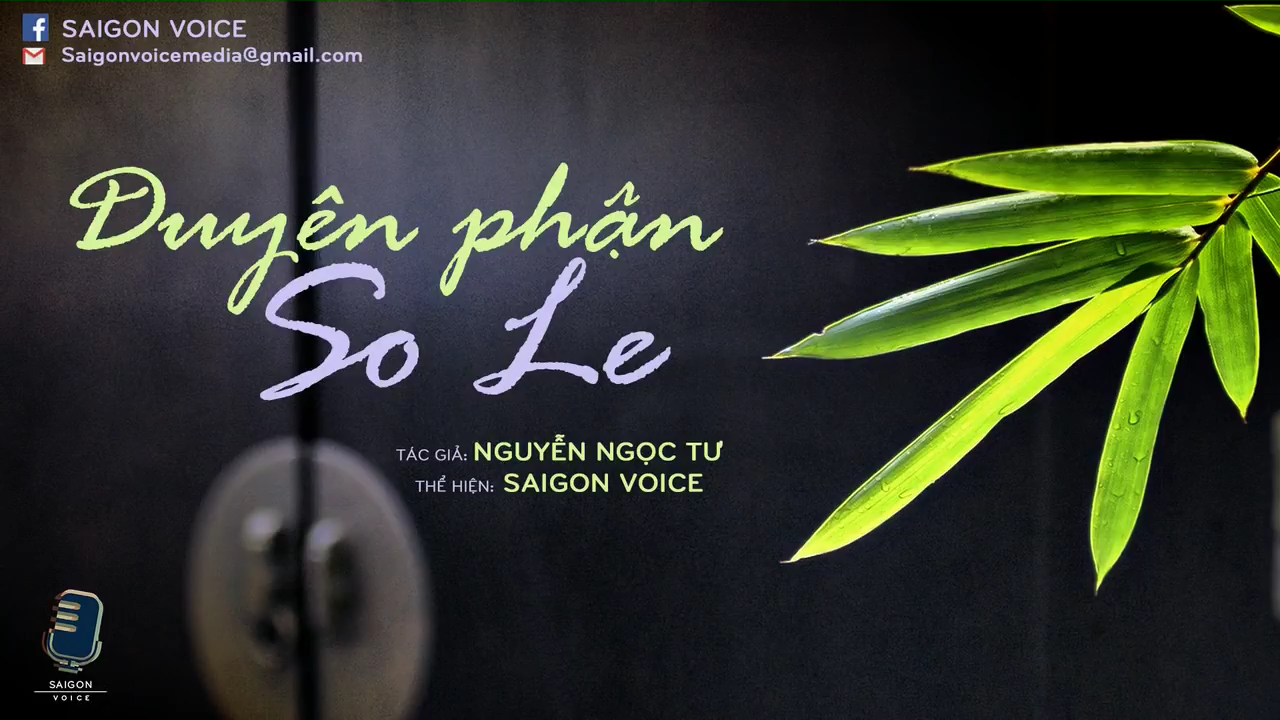 SAIGON VOICE
Saigonvoicemedia@gmail.com
Duyên phận
So Le
TÁC GIẢ: NGUYỄN NGỌC TƯ
THỂ HIỆN: SAIGON VOICE
SAIGON
VOICE